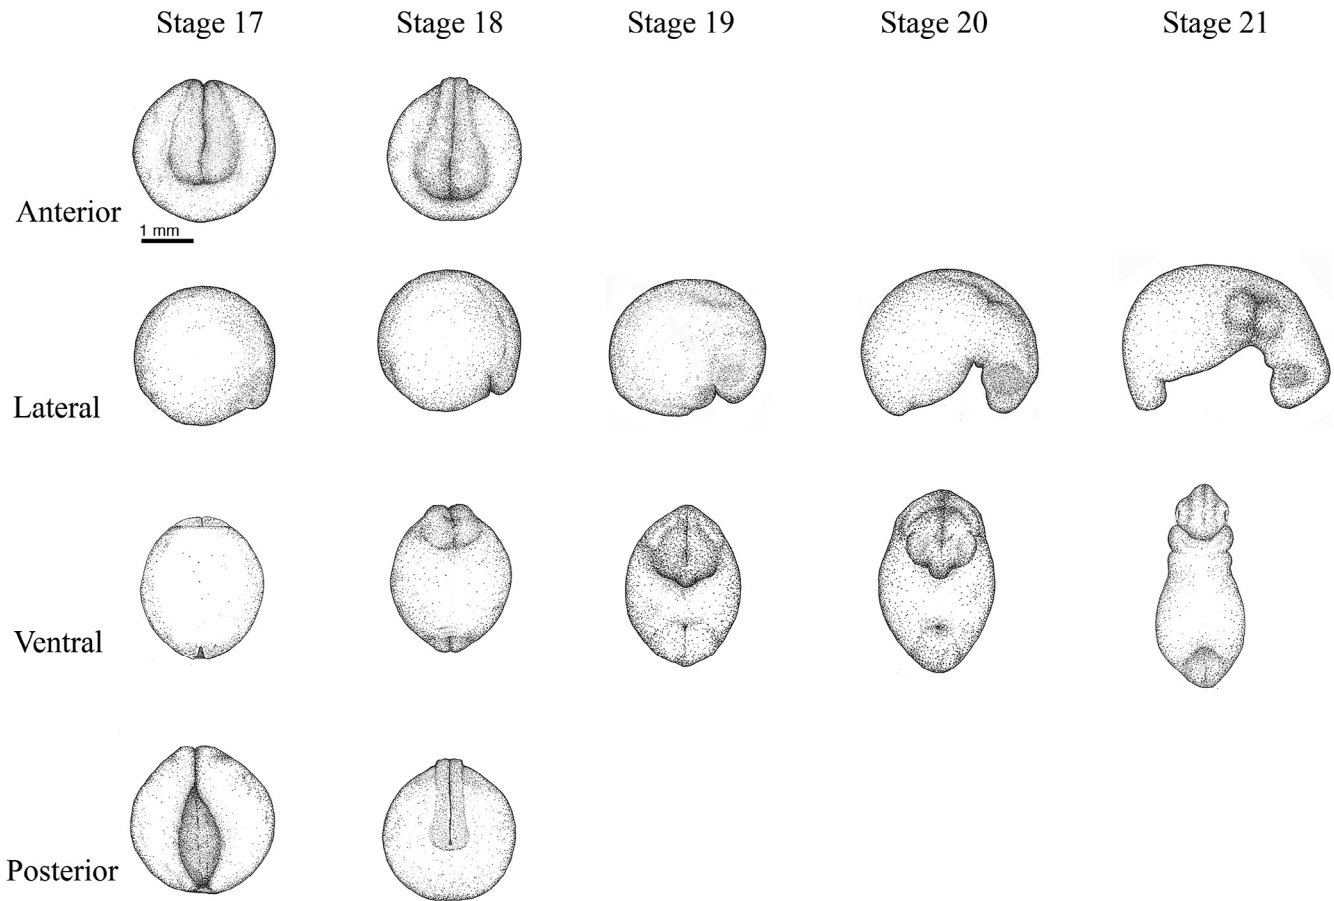 Stage 17
Stage 18
Stage 19
Stage 20
Stage 21
Anterior
1 mm
Lateral
Ventral
Posterior